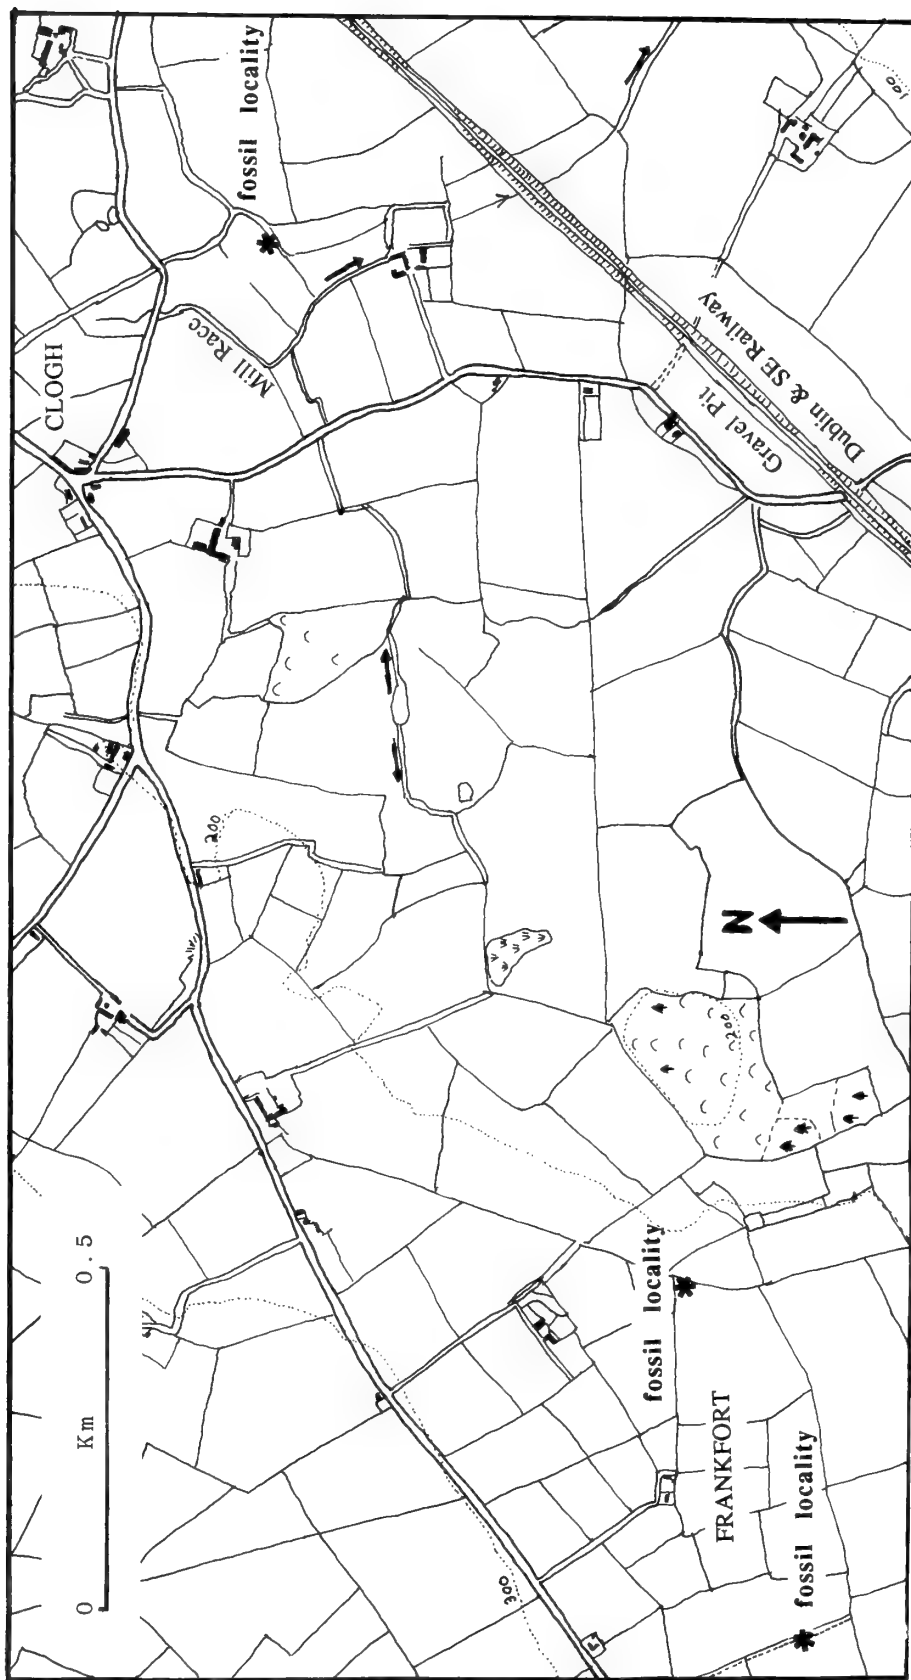 CLOGH
fossil locality
Mill Race
100
Dublin & SE Railway
Gravel Pit
200
N
200
0 Km 0.5
fossil locality
FRANKFORT
300
fossil locality